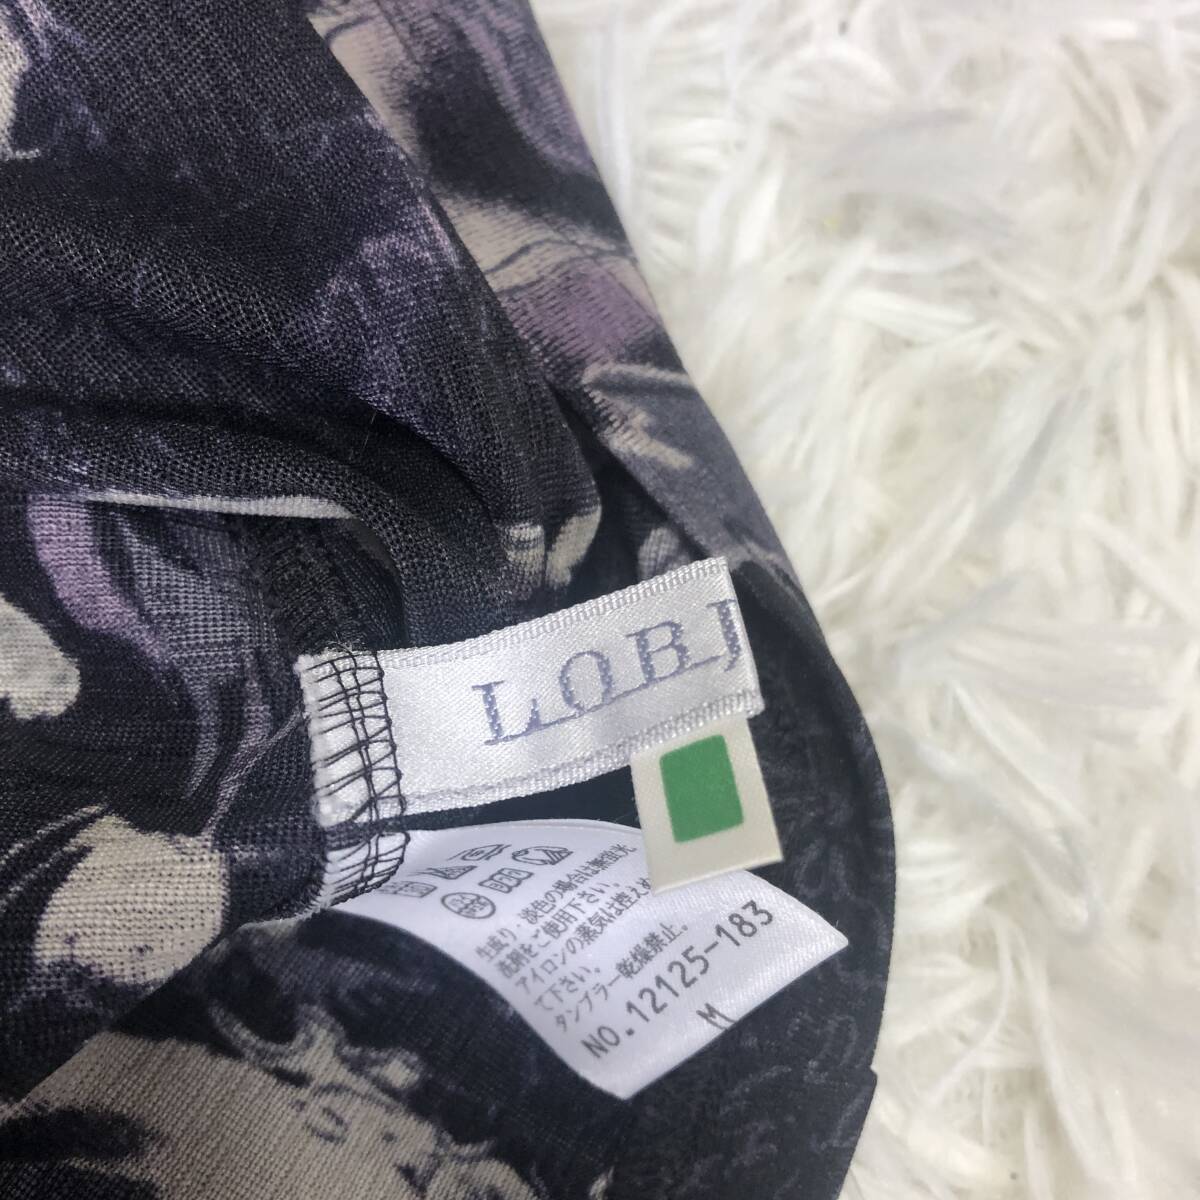 LOBJ
生成り・淡色の場合は無蛍光
洗剤をご使用下さい。
アイロンの蒸気は控えめ
て下さい。
タンブラー乾燥禁止。
NO.12125-183
M